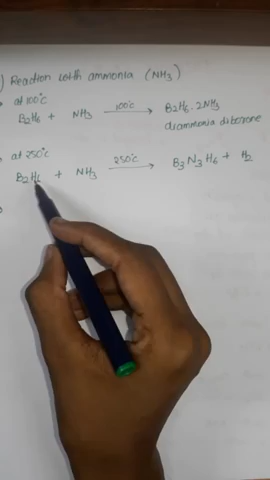 ) Reaction with ammonia (NH3)
at 100°c
B2H6 + NH3 100°c → B2H6.2NH3
diammonia diborone
at 250°c
B2H6 + NH3 250°c → B3N3H6 + H2